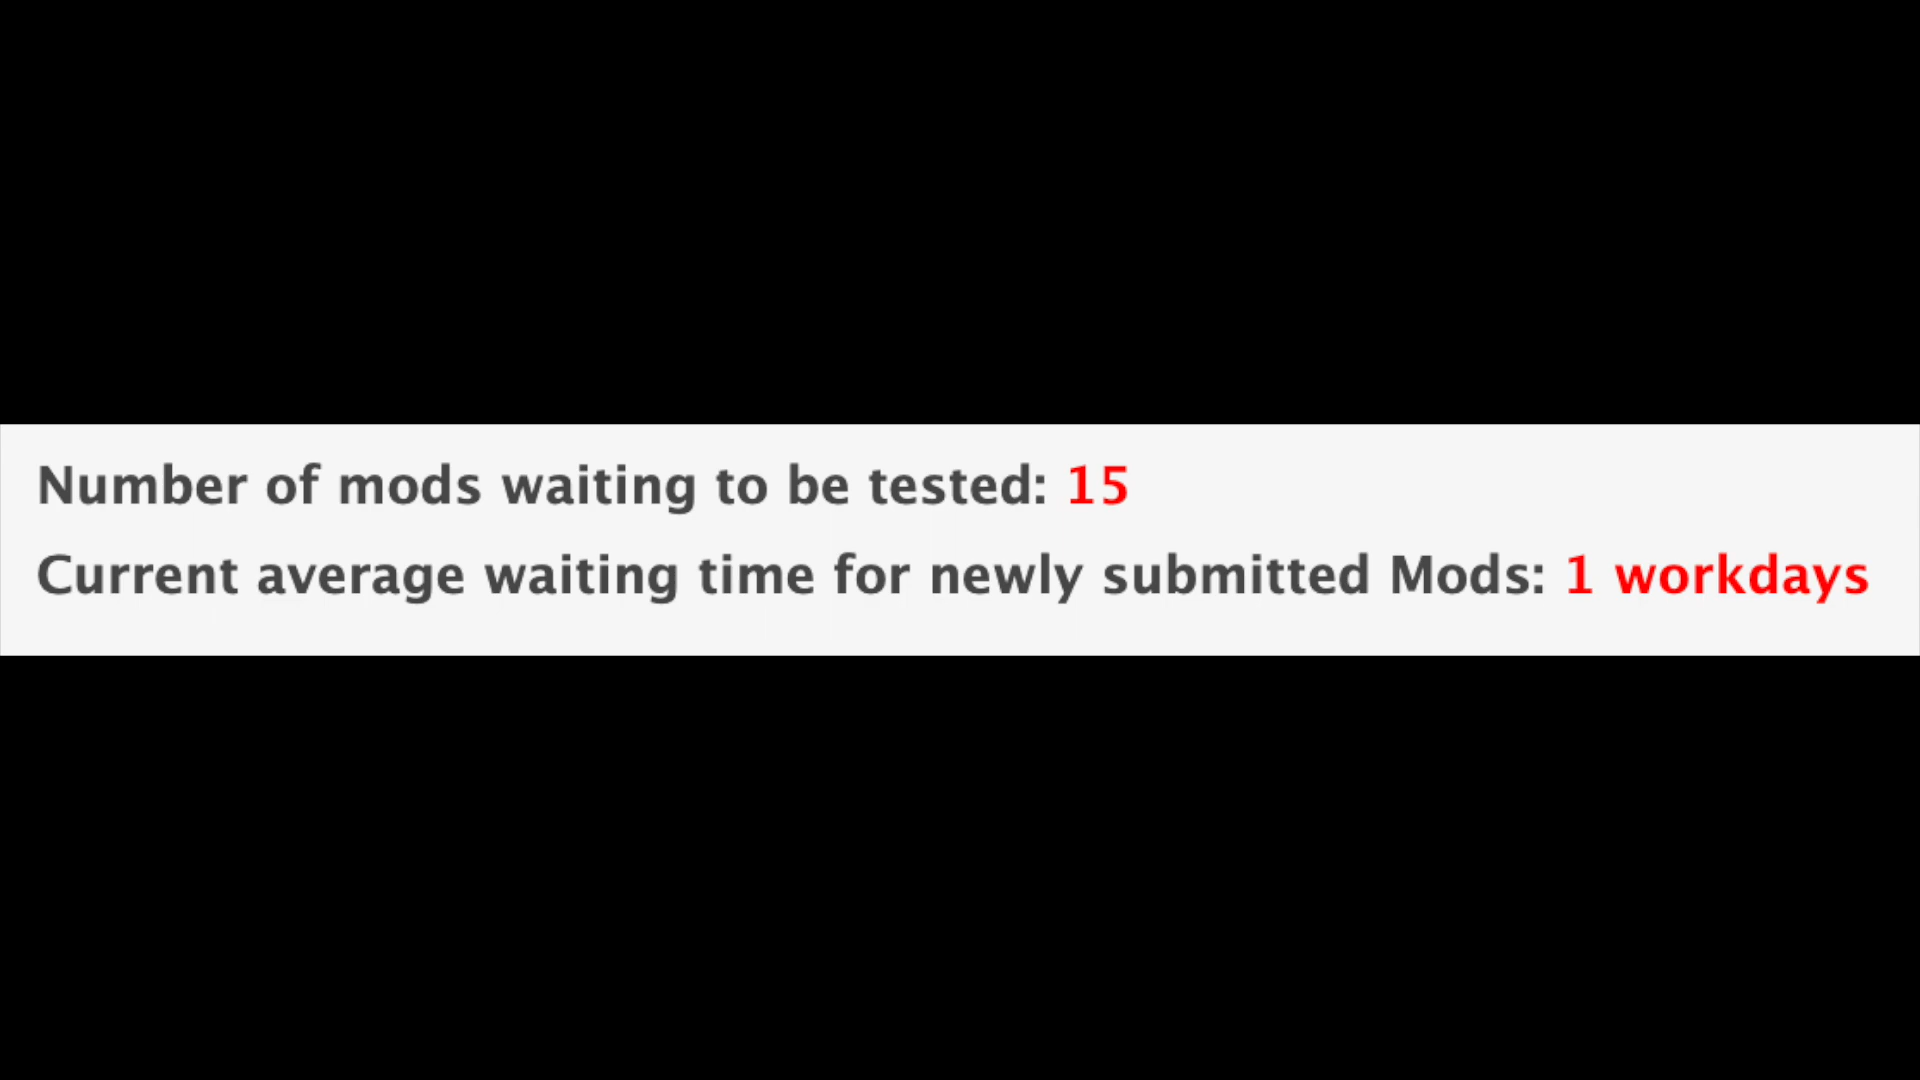 Number of mods waiting to be tested: 15
Current average waiting time for newly submitted Mods: 1 workdays